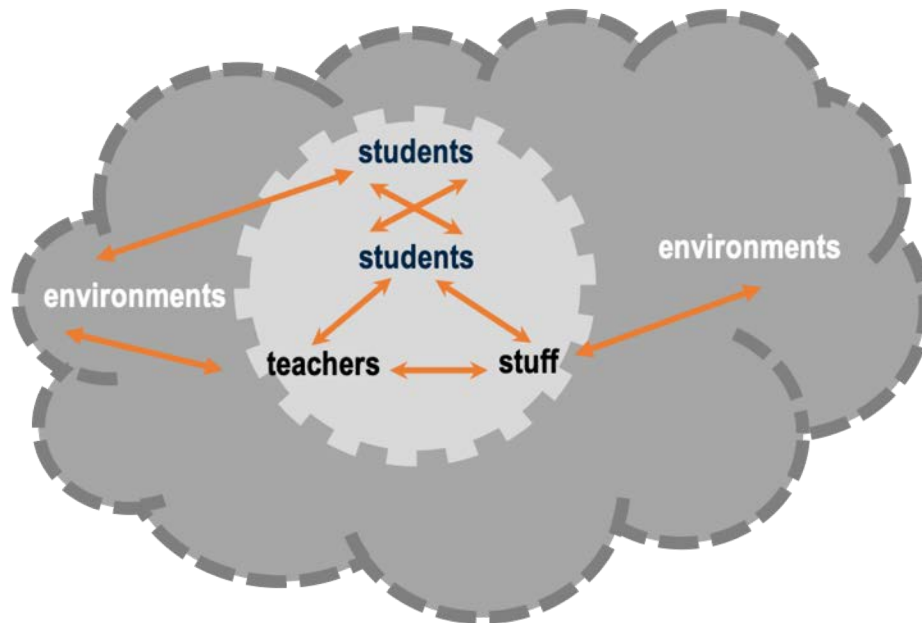 students
students
environments
environments
teachers
stuff